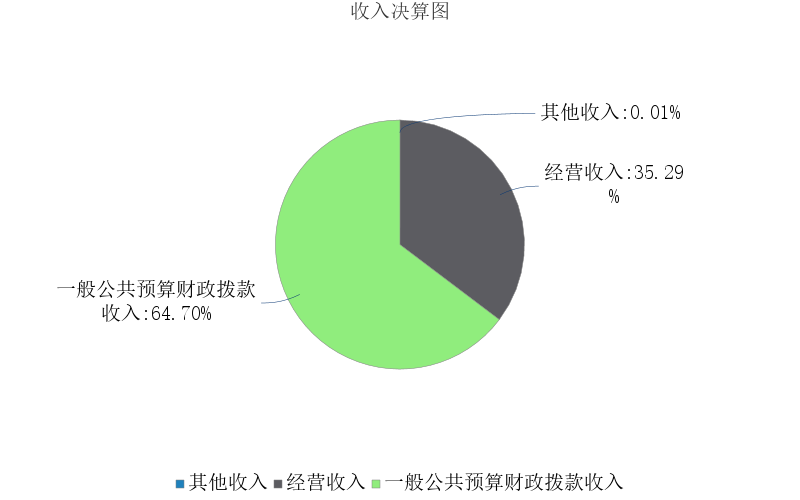 收入决算图
其他收入:0.01%
经营收入:35.29
%
一般公共预算财政拨款
收入:64.70%
其他收入 经营收入 一般公共预算财政拨款收入